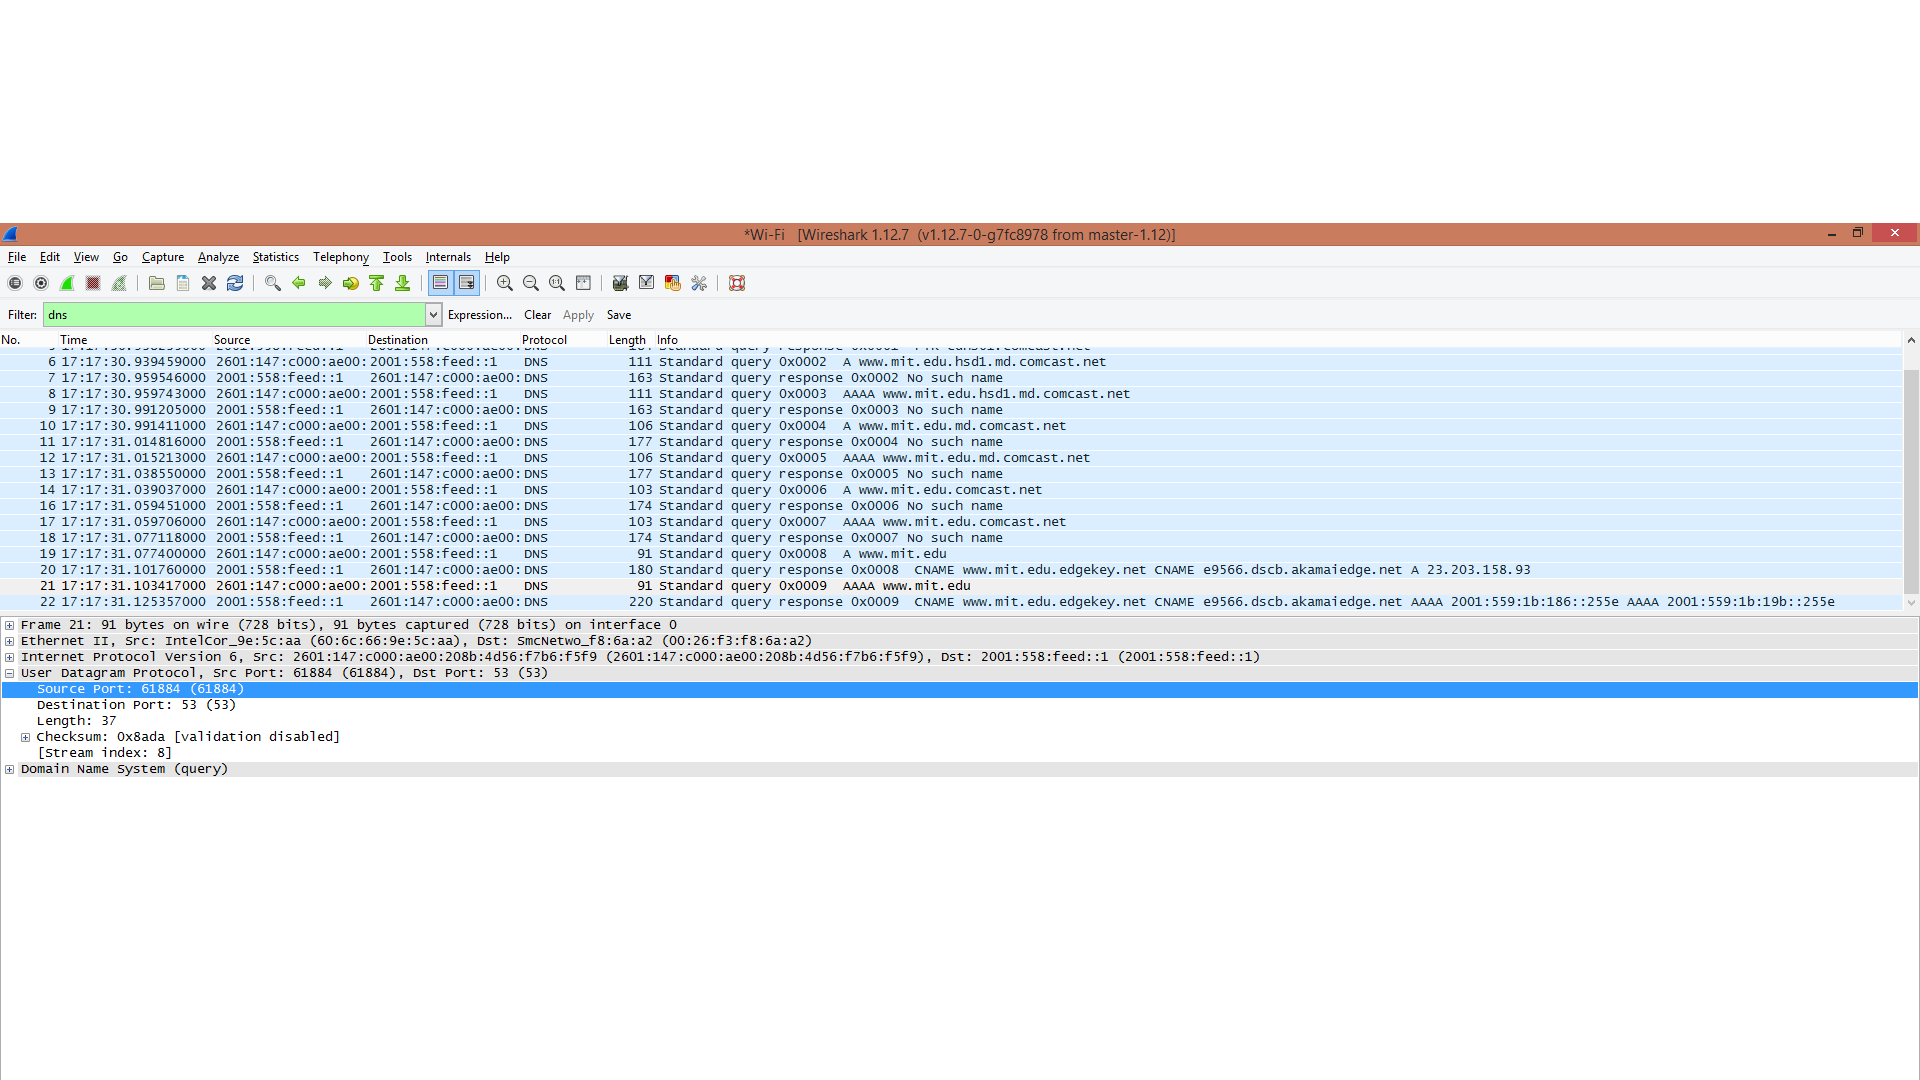 *Wi-Fi [Wireshark 1.12.7 (v1.12.7-0-g7fc8978 from master-1.12)]
File Edit View Go Capture Analyze Statistics Telephony Tools Internals Help
Filter: dns Expression... Clear Apply Save
No. Time Source Destination Protocol Length Info
6 17:17:30.939459000 2601:147:c000:ae00: 2001:558:feed::1 DNS 111 Standard query 0x0002 A www.mit.edu.hsd1.md.comcast.net
7 17:17:30.959546000 2001:558:feed::1 2601:147:c000:ae00: DNS 163 Standard query response 0x0002 No such name
8 17:17:30.959743000 2601:147:c000:ae00: 2001:558:feed::1 DNS 111 Standard query 0x0003 AAAA www.mit.edu.hsd1.md.comcast.net
9 17:17:30.991205000 2001:558:feed::1 2601:147:c000:ae00: DNS 163 Standard query response 0x0003 No such name
10 17:17:30.991411000 2601:147:c000:ae00: 2001:558:feed::1 DNS 106 Standard query 0x0004 A www.mit.edu.md.comcast.net
11 17:17:31.014816000 2001:558:feed::1 2601:147:c000:ae00: DNS 177 Standard query response 0x0004 No such name
12 17:17:31.015213000 2601:147:c000:ae00: 2001:558:feed::1 DNS 106 Standard query 0x0005 AAAA www.mit.edu.md.comcast.net
13 17:17:31.038550000 2001:558:feed::1 2601:147:c000:ae00: DNS 177 Standard query response 0x0005 No such name
14 17:17:31.039037000 2601:147:c000:ae00: 2001:558:feed::1 DNS 103 Standard query 0x0006 A www.mit.edu.comcast.net
16 17:17:31.059451000 2001:558:feed::1 2601:147:c000:ae00: DNS 174 Standard query response 0x0006 No such name
17 17:17:31.059706000 2601:147:c000:ae00: 2001:558:feed::1 DNS 103 Standard query 0x0007 AAAA www.mit.edu.comcast.net
18 17:17:31.077118000 2001:558:feed::1 2601:147:c000:ae00: DNS 174 Standard query response 0x0007 No such name
19 17:17:31.077400000 2601:147:c000:ae00: 2001:558:feed::1 DNS 91 Standard query 0x0008 A www.mit.edu
20 17:17:31.101760000 2001:558:feed::1 2601:147:c000:ae00: DNS 180 Standard query response 0x0008 CNAME www.mit.edu.edgekey.net CNAME e9566.dscb.akamaiedge.net A 23.203.158.93
21 17:17:31.103417000 2601:147:c000:ae00: 2001:558:feed::1 DNS 91 Standard query 0x0009 AAAA www.mit.edu
22 17:17:31.125357000 2001:558:feed::1 2601:147:c000:ae00: DNS 220 Standard query response 0x0009 CNAME www.mit.edu.edgekey.net CNAME e9566.dscb.akamaiedge.net AAAA 2001:559:1b:186::255e AAAA 2001:559:1b:19b::255e
Frame 21: 91 bytes on wire (728 bits), 91 bytes captured (728 bits) on interface 0
Ethernet II, Src: IntelCor_9e:5c:aa (60:6c:66:9e:5c:aa), Dst: SmcNetwo_f8:6a:a2 (00:26:f3:f8:6a:a2)
Internet Protocol Version 6, Src: 2601:147:c000:ae00:208b:4d56:f7b6:f5f9 (2601:147:c000:ae00:208b:4d56:f7b6:f5f9), Dst: 2001:558:feed::1 (2001:558:feed::1)
User Datagram Protocol, Src Port: 61884 (61884), Dst Port: 53 (53)
Source Port: 61884 (61884)
Destination Port: 53 (53)
Length: 37
Checksum: 0x8ada [validation disabled]
[Stream index: 8]
Domain Name System (query)